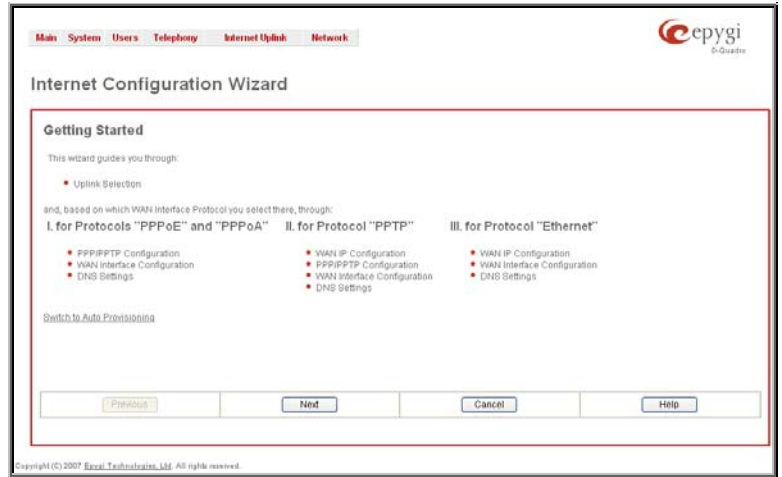 Main System Users Telephony Internet Uplink Network
epygi
D-Quadro
Internet Configuration Wizard
Getting Started
This wizard guides you through:
Uplink Selection
and, based on which WAN Interface Protocol you select there, through:
I. for Protocols "PPPoE" and "PPPoA"
PPP/PPTP Configuration
WAN Interface Configuration
DNS Settings
II. for Protocol "PPTP"
WAN IP Configuration
PPP/PPTP Configuration
WAN Interface Configuration
DNS Settings
III. for Protocol "Ethernet"
WAN IP Configuration
WAN Interface Configuration
DNS Settings
Switch to Auto Provisioning
Previous Next Cancel Help
Copyright (C) 2007 Epygi Technologies, Ltd. All rights reserved.